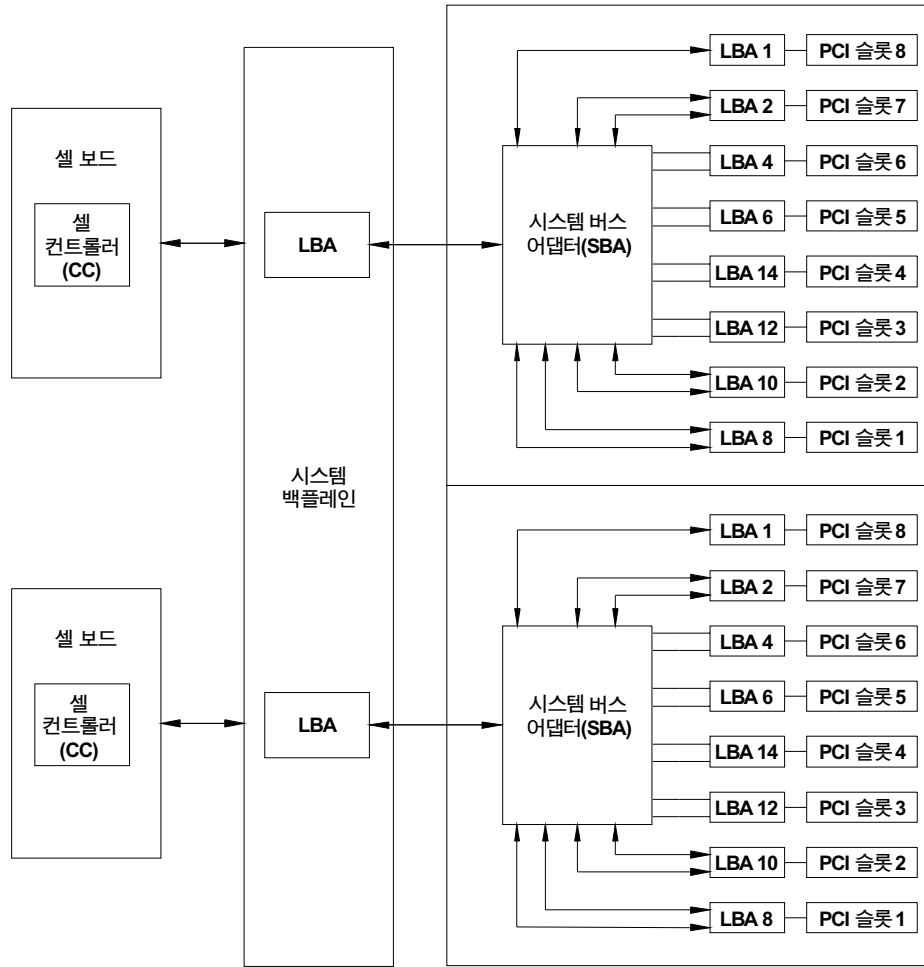 셀 보드
셀
컨트롤러
(CC)
LBA
시스템
백플레인
셀 보드
셀
컨트롤러
(CC)
LBA
시스템 버스
어댑터(SBA)
LBA 1 PCI 슬롯 8
LBA 2 PCI 슬롯 7
LBA 4 PCI 슬롯 6
LBA 6 PCI 슬롯 5
LBA 14 PCI 슬롯 4
LBA 12 PCI 슬롯 3
LBA 10 PCI 슬롯 2
LBA 8 PCI 슬롯 1
시스템 버스
어댑터(SBA)
LBA 1 PCI 슬롯 8
LBA 2 PCI 슬롯 7
LBA 4 PCI 슬롯 6
LBA 6 PCI 슬롯 5
LBA 14 PCI 슬롯 4
LBA 12 PCI 슬롯 3
LBA 10 PCI 슬롯 2
LBA 8 PCI 슬롯 1